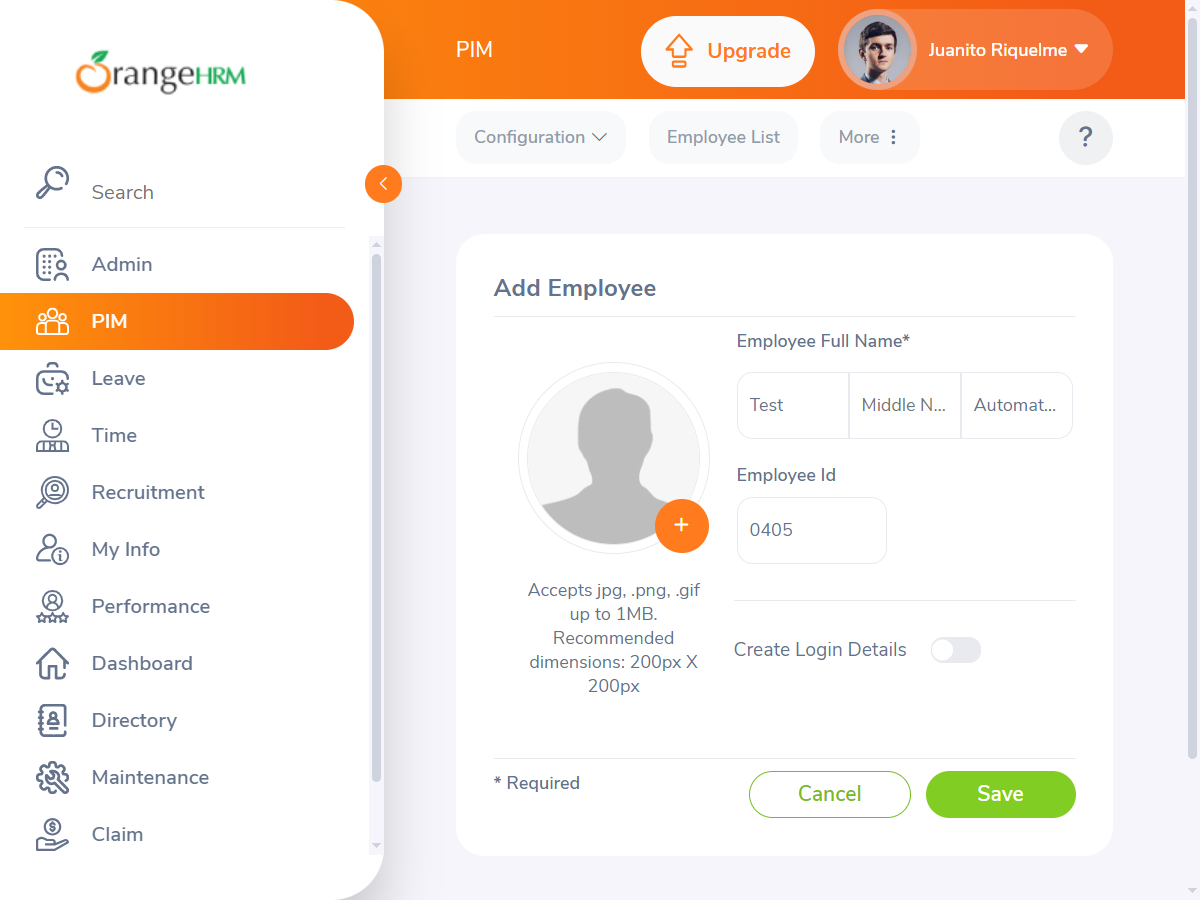 OrangeHRM
PIM
Upgrade
Juanito Riquelme
Configuration
Employee List
More
?
Search
Admin
PIM
Leave
Time
Recruitment
My Info
Performance
Dashboard
Directory
Maintenance
Claim
Add Employee
Employee Full Name*
Test
Middle N...
Automat...
Employee Id
0405
Accepts jpg, .png, .gif
up to 1MB.
Recommended
dimensions: 200px X
200px
Create Login Details
* Required
Cancel
Save